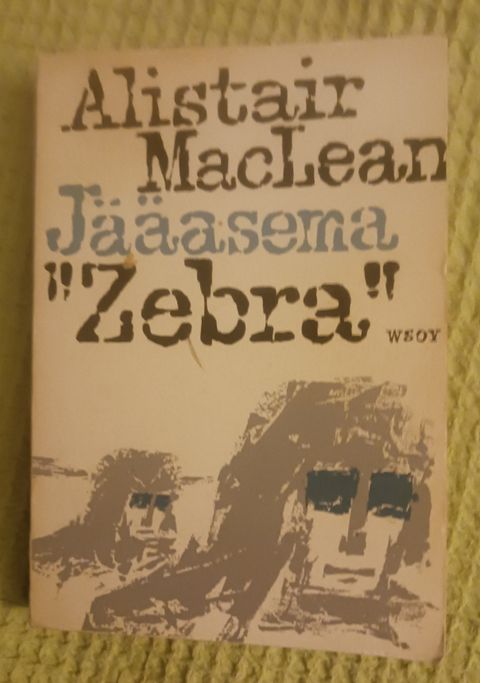 Alistair
MacLean
Jääasema
"Zebra"
WSOY